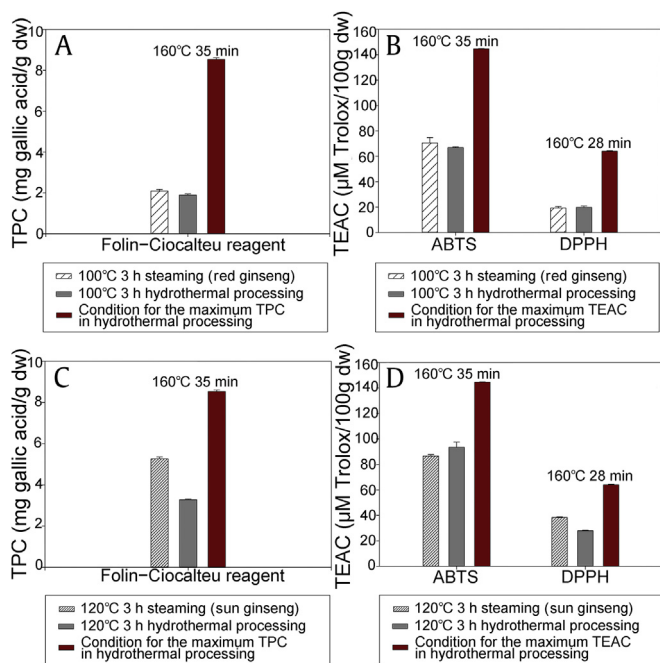 A
TPC (mg gallic acid/g dw)
10
8
6
4
2
0
160℃ 35 min
Folin−Ciocalteu reagent
100℃ 3 h steaming (red ginseng)
100℃ 3 h hydrothermal processing
Condition for the maximum TPC
in hydrothermal processing
B
TEAC (µM Trolox/100g dw)
160
140
120
100
80
60
40
20
0
160℃ 35 min
160℃ 28 min
ABTS
DPPH
100℃ 3 h steaming (red ginseng)
100℃ 3 h hydrothermal processing
Condition for the maximum TEAC
in hydrothermal processing
C
TPC (mg gallic acid/g dw)
10
8
6
4
2
0
160℃ 35 min
Folin−Ciocalteu reagent
120℃ 3 h steaming (sun ginseng)
120℃ 3 h hydrothermal processing
Condition for the maximum TPC
in hydrothermal processing
D
TEAC (µM Trolox/100g dw)
160
140
120
100
80
60
40
20
0
160℃ 35 min
160℃ 28 min
ABTS
DPPH
120℃ 3 h steaming (sun ginseng)
120℃ 3 h hydrothermal processing
Condition for the maximum TEAC
in hydrothermal processing